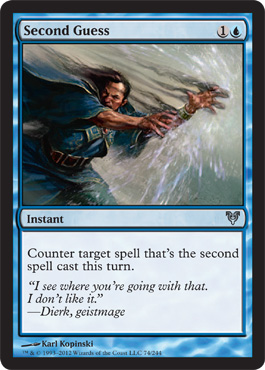 Second Guess 1
Instant
Counter target spell that's the second
spell cast this turn.
"I see where you're going with that.
I don't like it."
—Dierk, geistmage
Karl Kopinski
™ & © 1993–2012 Wizards of the Coast LLC 74/244